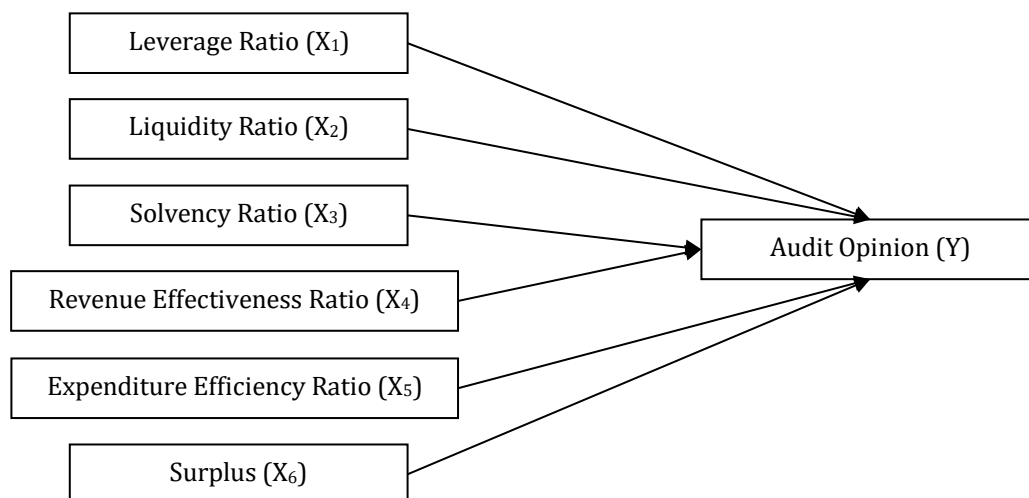 Leverage Ratio (X₁)
Liquidity Ratio (X₂)
Solvency Ratio (X₃)
Audit Opinion (Y)
Revenue Effectiveness Ratio (X₄)
Expenditure Efficiency Ratio (X₅)
Surplus (X₆)